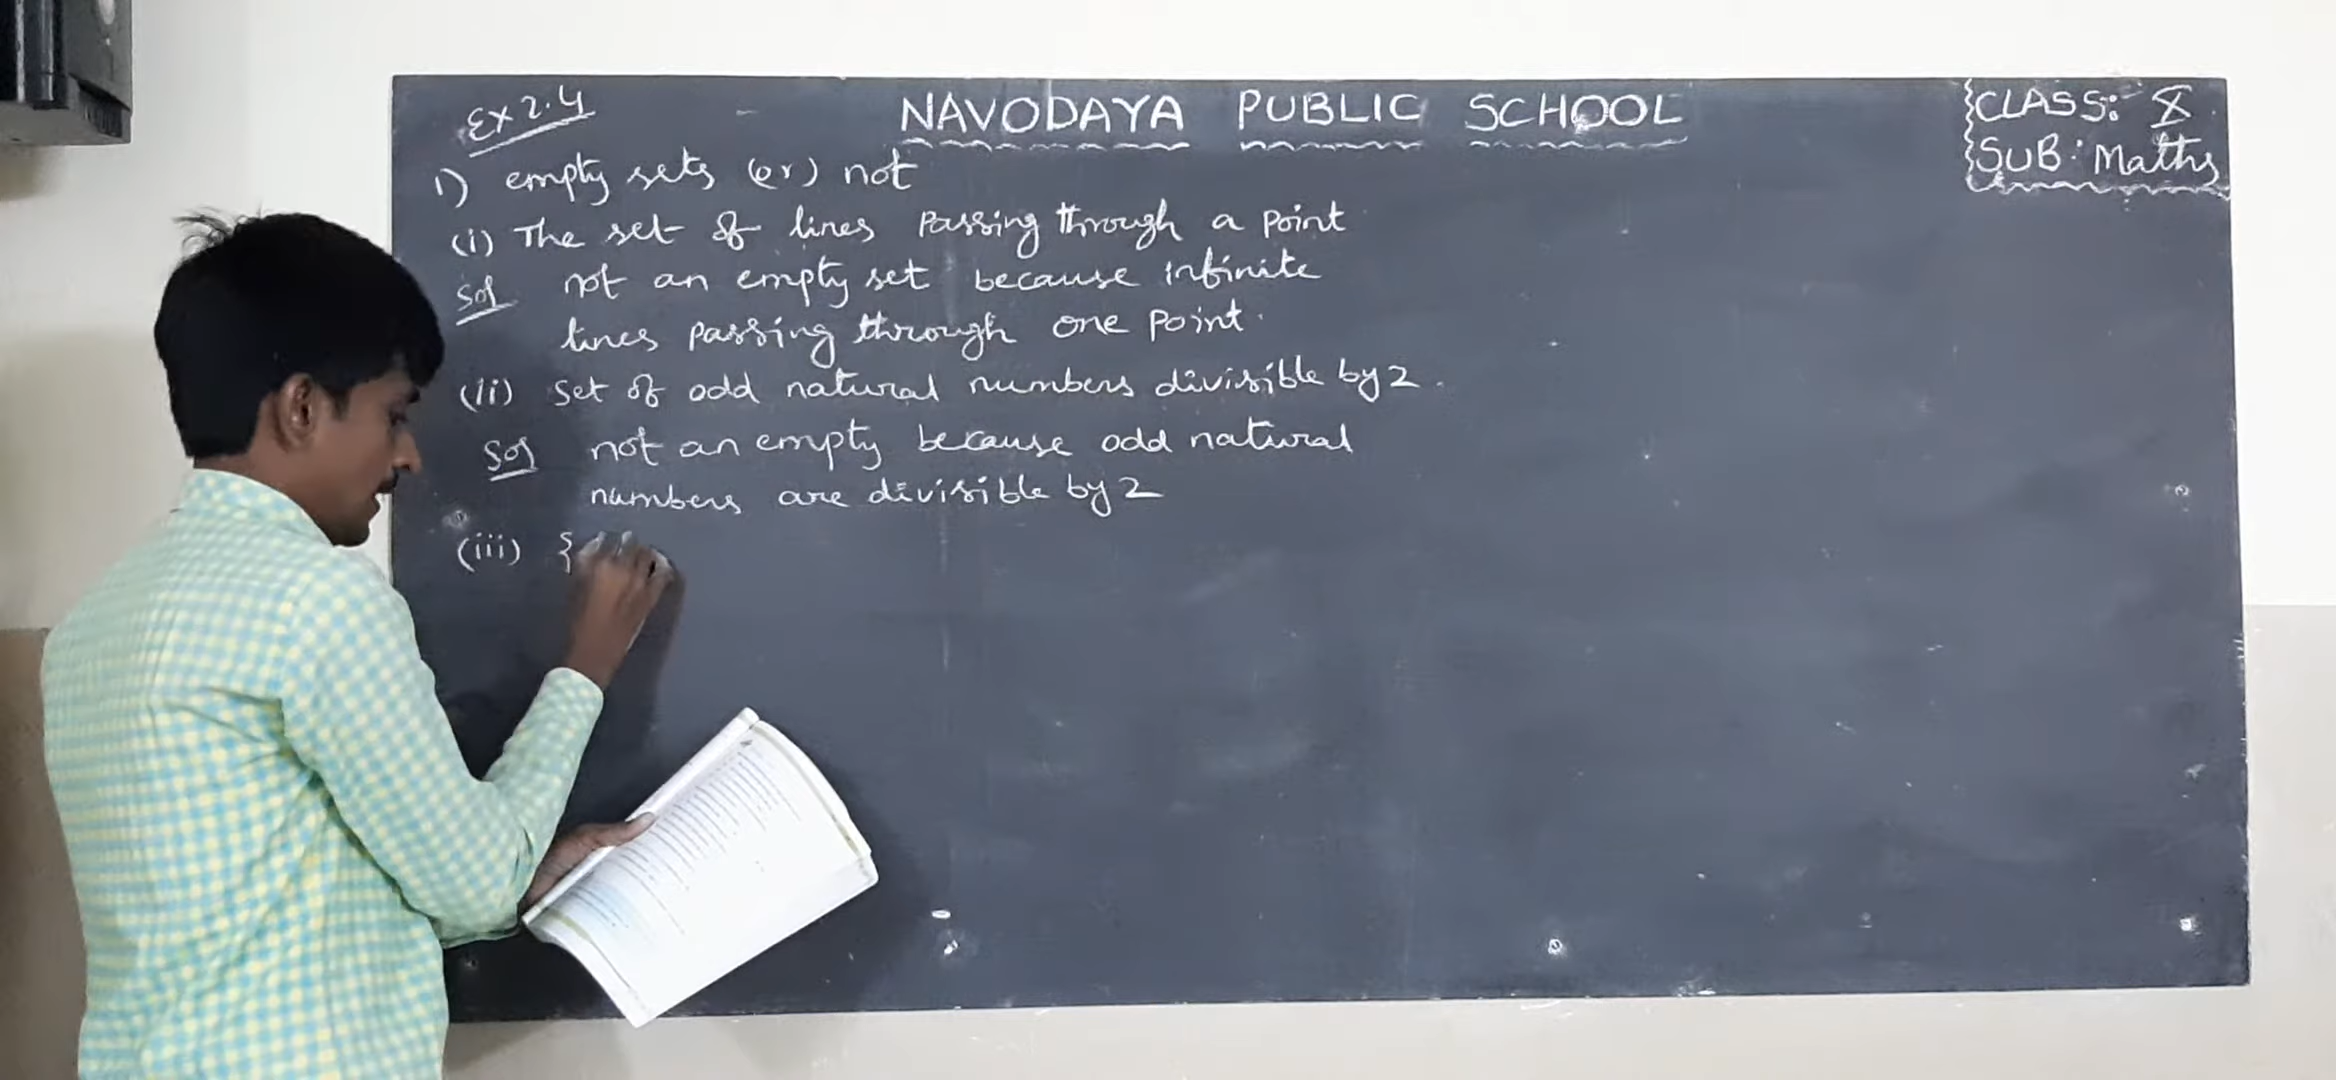 Ex 2.4
NAVODAYA PUBLIC SCHOOL
CLASS: X
SUB: Maths
1) empty sets (or) not
(i) The set of lines Passing through a point
Sol not an empty set because infinite
lines passing through one point.
(ii) set of odd natural numbers divisible by 2.
Sol not an empty because odd natural
numbers are divisible by 2
(iii) {